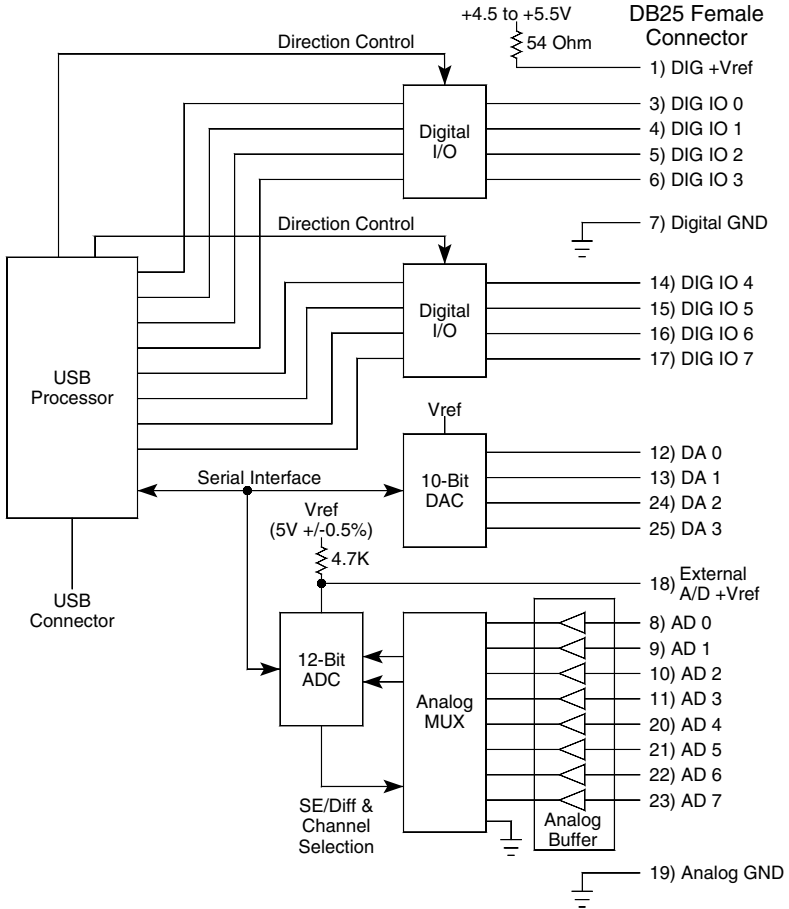 +4.5 to +5.5V
DB25 Female
Connector
Direction Control
54 Ohm
1) DIG +Vref
Digital
I/O
3) DIG IO 0
4) DIG IO 1
5) DIG IO 2
6) DIG IO 3
Direction Control
7) Digital GND
USB
Processor
Digital
I/O
14) DIG IO 4
15) DIG IO 5
16) DIG IO 6
17) DIG IO 7
Vref
10-Bit
DAC
12) DA 0
13) DA 1
24) DA 2
25) DA 3
Serial Interface
Vref
(5V +/-0.5%)
4.7K
18) External
A/D +Vref
USB
Connector
12-Bit
ADC
Analog
MUX
8) AD 0
9) AD 1
10) AD 2
11) AD 3
20) AD 4
21) AD 5
22) AD 6
23) AD 7
SE/Diff &
Channel
Selection
Analog
Buffer
19) Analog GND